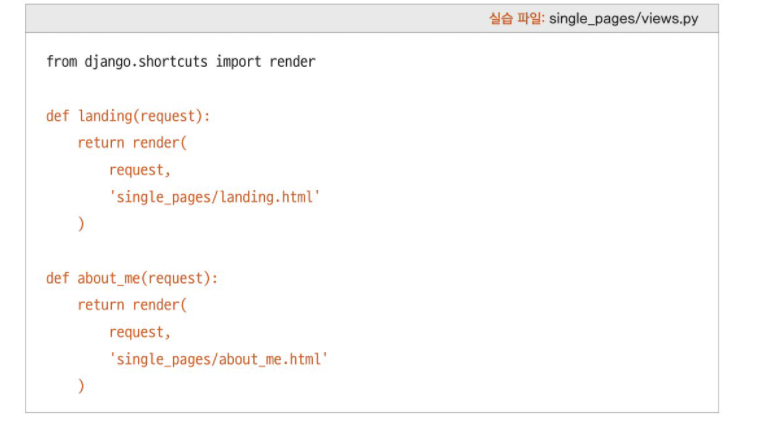 실습 파일: single_pages/views.py
from django.shortcuts import render
def landing(request):
    return render(
        request,
        'single_pages/landing.html'
    )
def about_me(request):
    return render(
        request,
        'single_pages/about_me.html'
    )